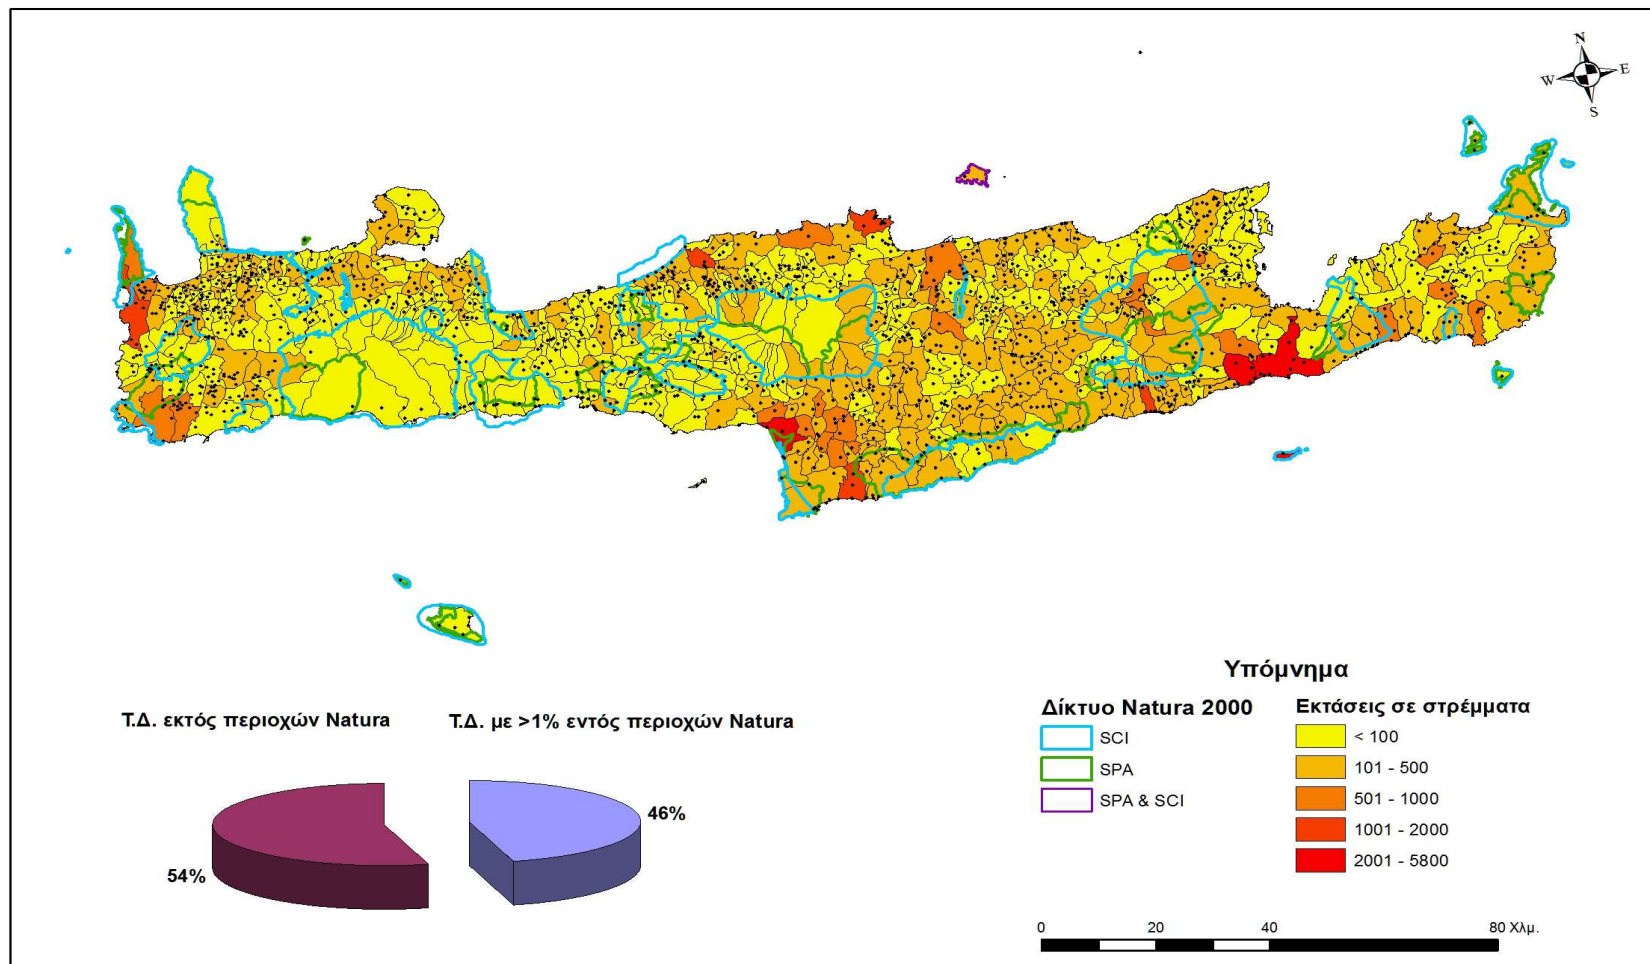 N
W E
S
Υπόμνημα
Δίκτυο Natura 2000
SCI
SPA
SPA & SCI
Εκτάσεις σε στρέμματα
< 100
101 - 500
501 - 1000
1001 - 2000
2001 - 5800
Τ.Δ. εκτός περιοχών Natura
Τ.Δ. με >1% εντός περιοχών Natura
46%
54%
0 20 40 80 Χλμ.